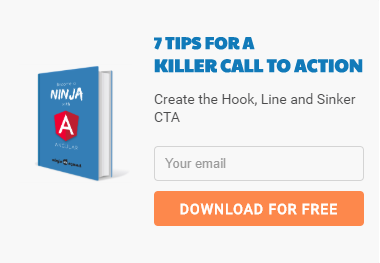 7 TIPS FOR A
KILLER CALL TO ACTION
Create the Hook, Line and Sinker
CTA
NINJA
A
ANGULAR
Your email
DOWNLOAD FOR FREE